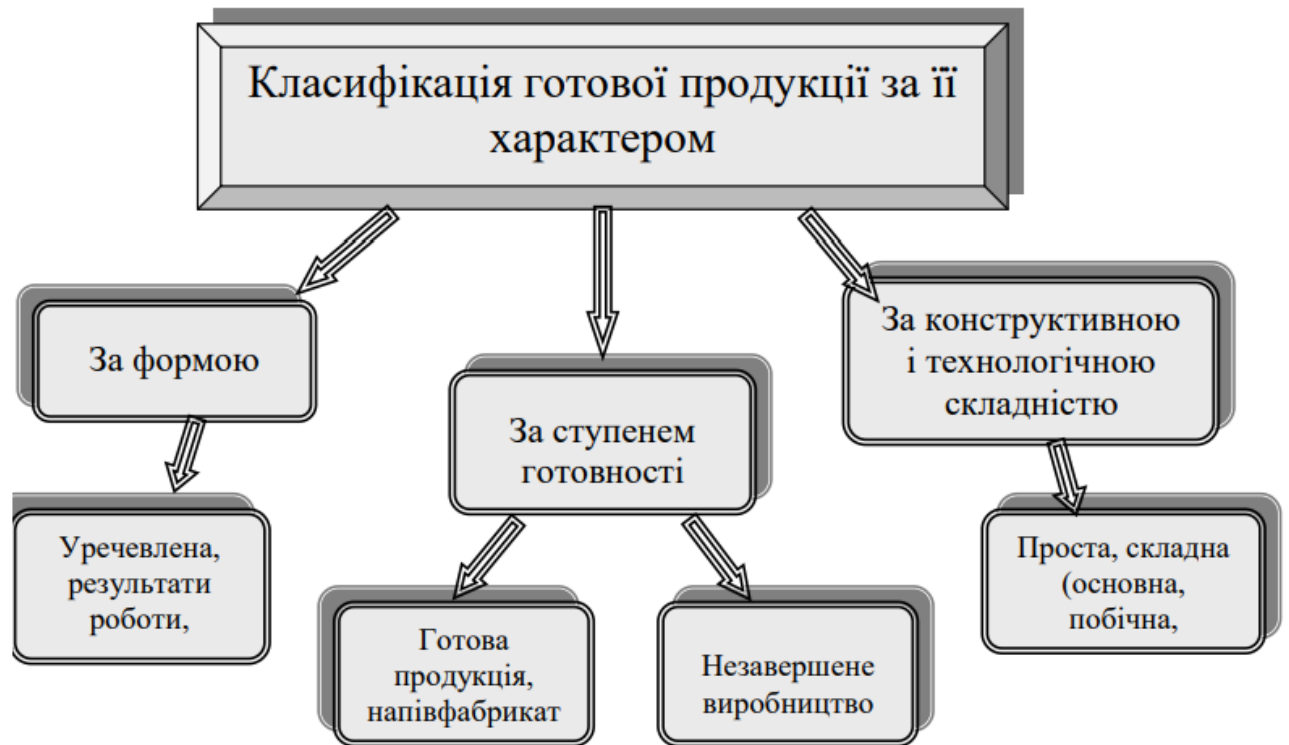 Класифікація готової продукції за її
характером
За формою
За ступенем
готовності
За конструктивною
і технологічною
складністю
Уречевлена,
результати
роботи,
Готова
продукція,
напівфабрикат
Незавершене
виробництво
Проста, складна
(основна,
побічна,